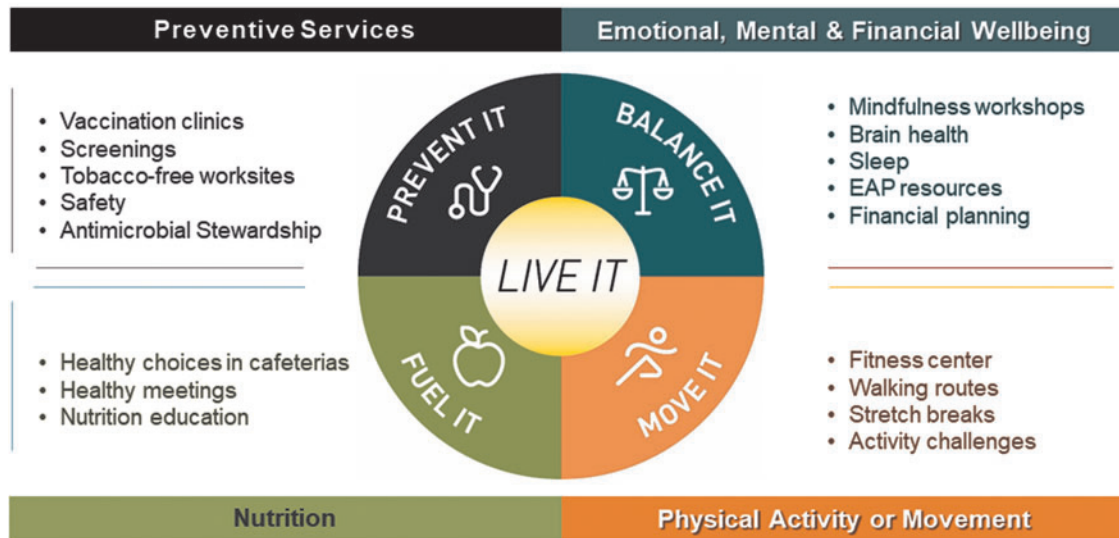 Preventive Services
Emotional, Mental & Financial Wellbeing
• Vaccination clinics
• Screenings
• Tobacco-free worksites
• Safety
• Antimicrobial Stewardship
PREVENT IT
BALANCE IT
• Mindfulness workshops
• Brain health
• Sleep
• EAP resources
• Financial planning
LIVE IT
• Healthy choices in cafeterias
• Healthy meetings
• Nutrition education
FUEL IT
MOVE IT
• Fitness center
• Walking routes
• Stretch breaks
• Activity challenges
Nutrition
Physical Activity or Movement